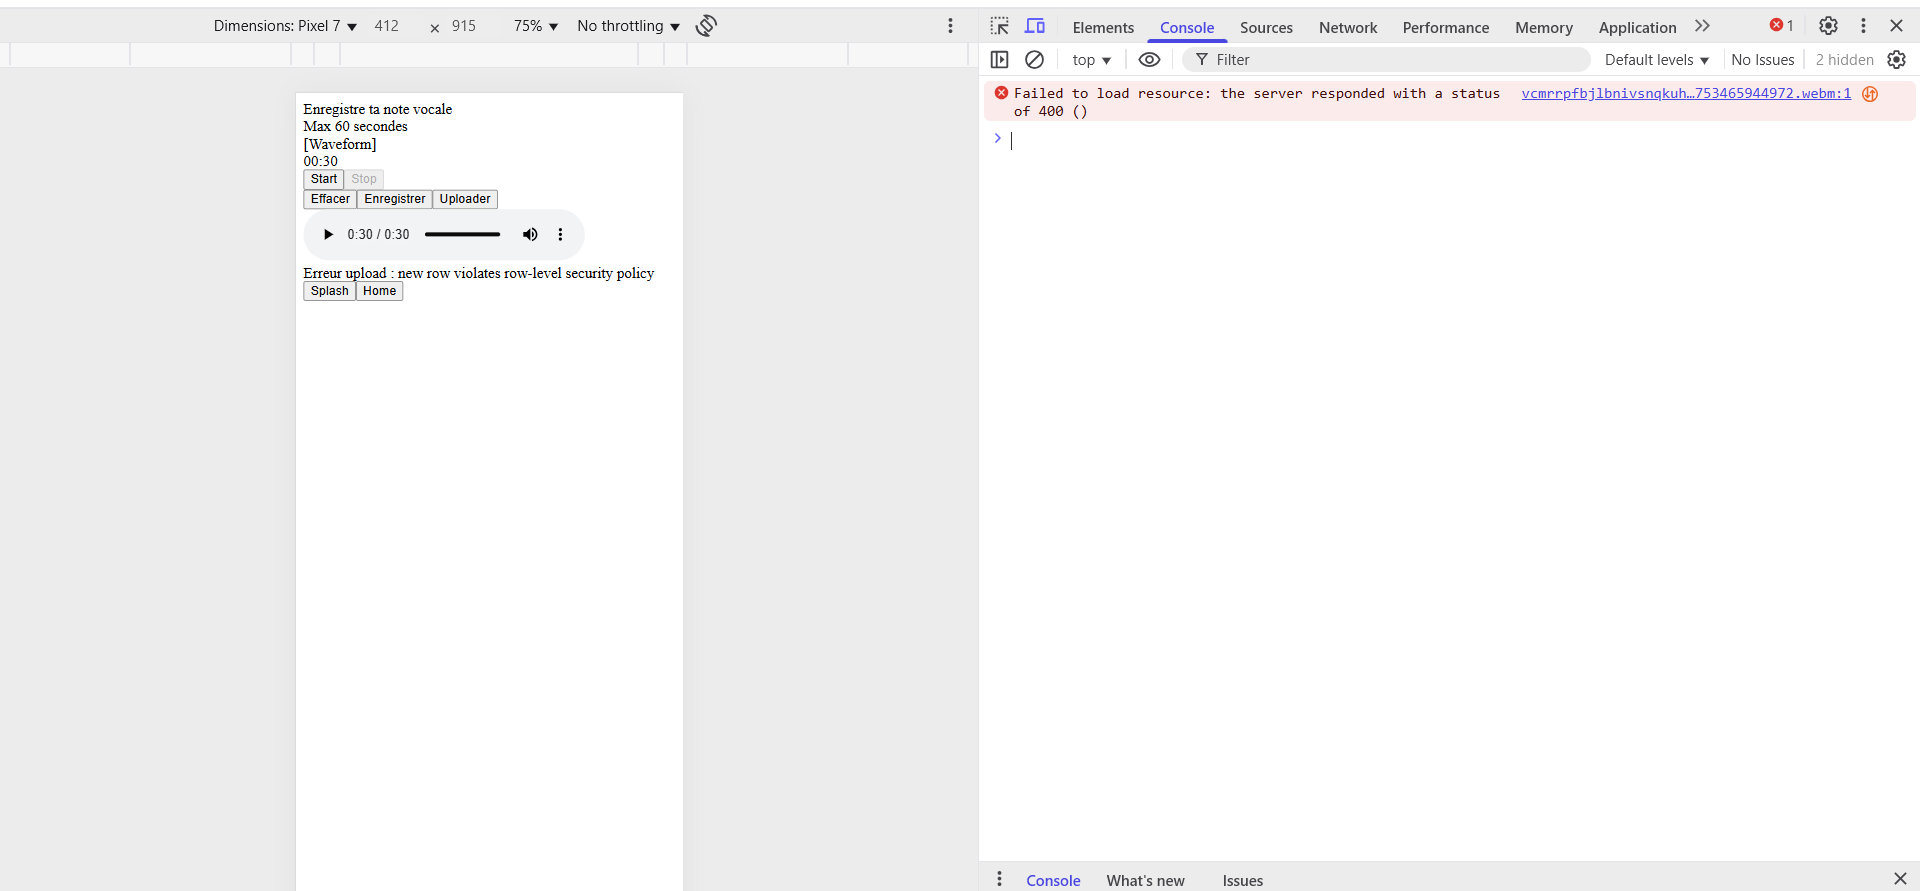 Dimensions: Pixel 7 ▼ 412 × 915 75% ▼ No throttling ▼
Enregistre ta note vocale
Max 60 secondes
[Waveform]
00:30
Start Stop
Effacer Enregistrer Uploader
0:30 / 0:30
Erreur upload : new row violates row-level security policy
Splash Home
Elements Console Sources Network Performance Memory Application 1
top ▼ Filter Default levels ▼ No Issues 2 hidden
Failed to load resource: the server responded with a status vcmrrpfbjlbnivsnqkuh…753465944972.webm:1
of 400 ()
Console What's new Issues